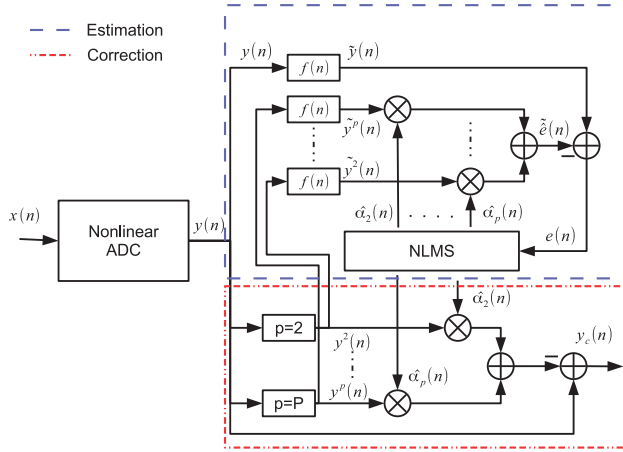 Estimation
Correction
y(n)
f(n)
ỹ(n)
f(n)
ỹ^p(n)
f(n)
ỹ^2(n)
ẽ̂(n)
α̂_2(n)
α̂_p(n)
e(n)
NLMS
x(n)
Nonlinear
ADC
y(n)
α̂_2(n)
p=2
y^2(n)
y_c(n)
α̂_p(n)
p=P
y^p(n)